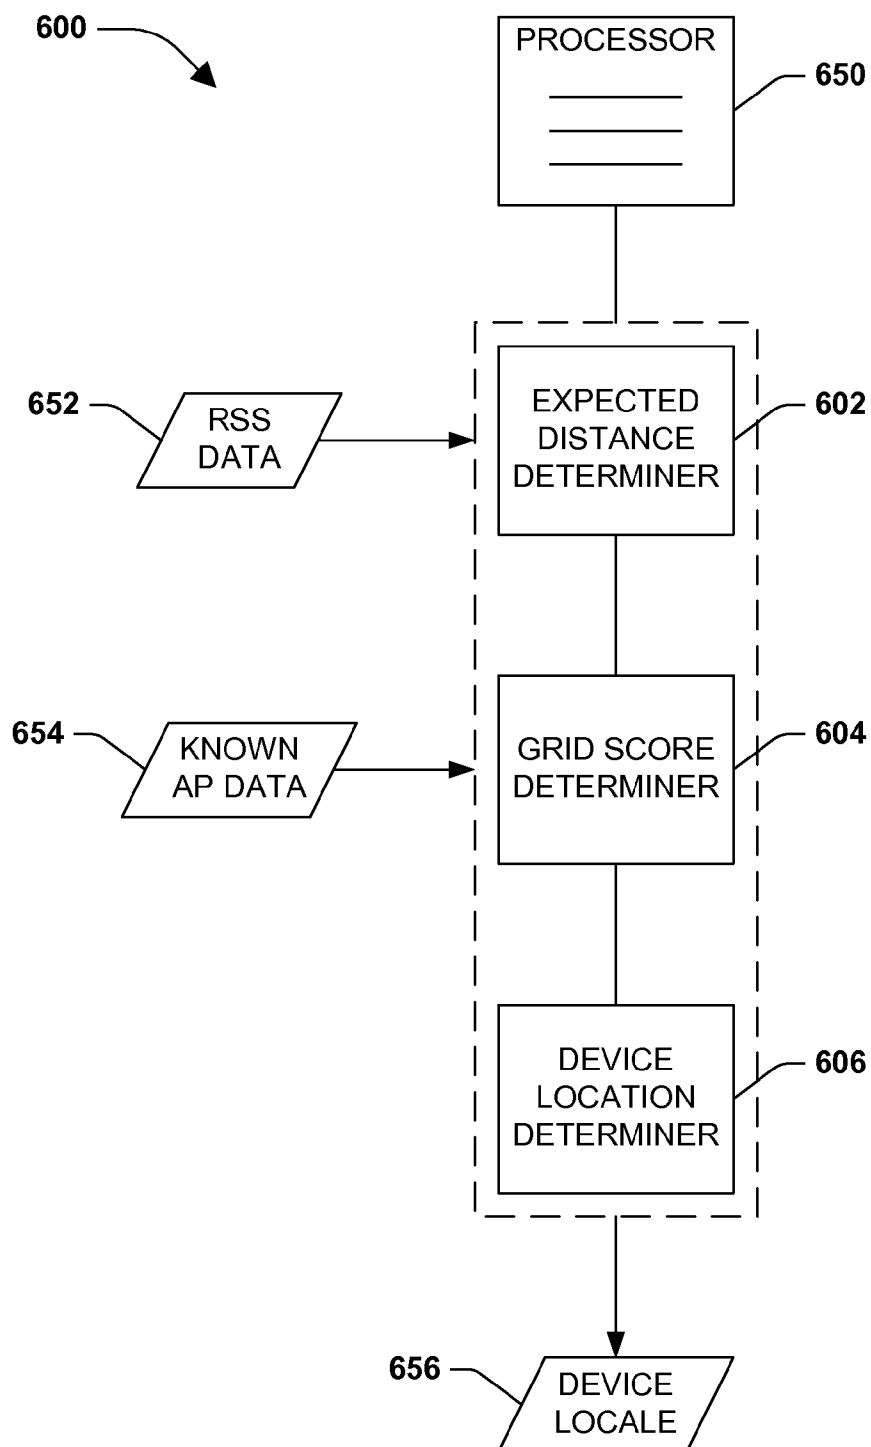 600
PROCESSOR
650
652
RSS
DATA
EXPECTED
DISTANCE
DETERMINER
602
654
KNOWN
AP DATA
GRID SCORE
DETERMINER
604
DEVICE
LOCATION
DETERMINER
606
656
DEVICE
LOCALE